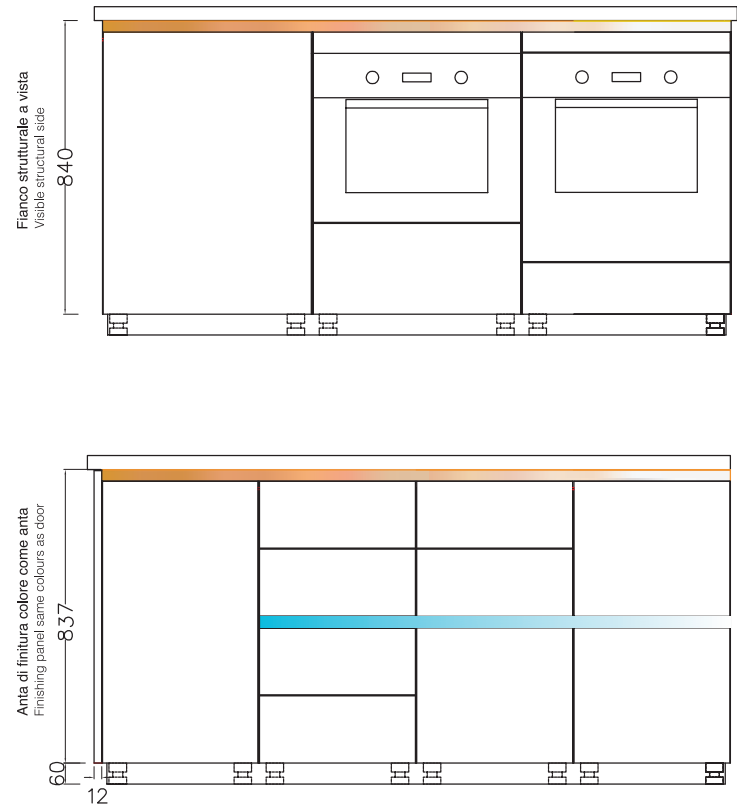 Fianco strutturale a vista
Visible structural side
840
Anta di finitura colore come anta
Finishing panel same colours as door
837
60
12